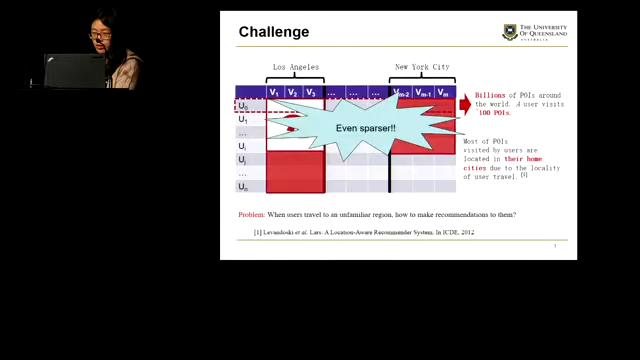 Challenge
THE UNIVERSITY
OF QUEENSLAND
AUSTRALIA
Los Angeles
New York City
V1 V2 V3 ... ... ... Vm-2 Vm-1 Vm
U0
U1
...
Ui
Uj
...
Un
Even sparser!!
Billions of POIs around
the world. A user visits
~100 POIs.
Most of POIs
visited by users are
located in their home
cities due to the locality
of user travel. [1]
Problem: When users travel to an unfamiliar region, how to make recommendations to them?
[1] Levandoski et al. Lars: A Location-Aware Recommender System. In ICDE, 2012